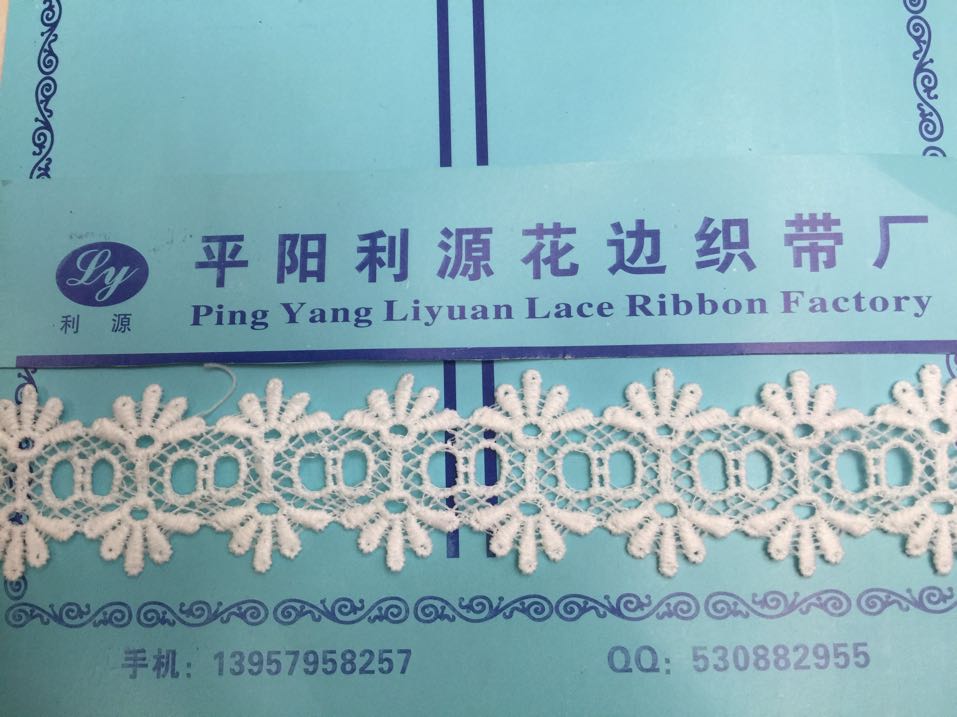 Ly
平阳利源花边织带厂
利源
Ping Yang Liyuan Lace Ribbon Factory
手机：13957958257 QQ：530882955